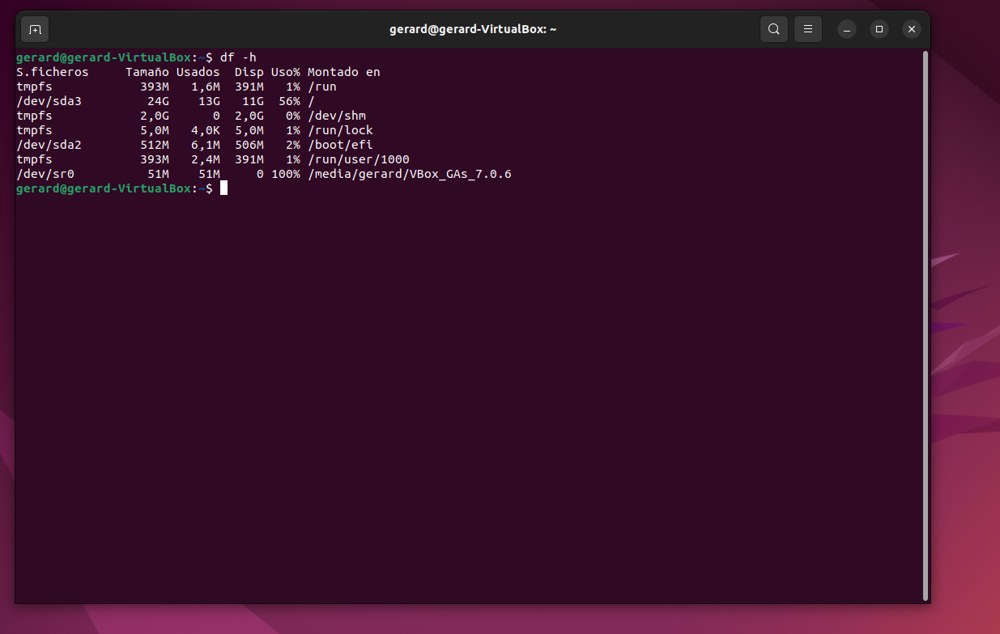 gerard@gerard-VirtualBox: ~
gerard@gerard-VirtualBox:~$ df -h
S.ficheros     Tamaño Usados  Disp Uso% Montado en
tmpfs            393M   1,6M  391M   1% /run
/dev/sda3         24G    13G   11G  56% /
tmpfs            2,0G      0  2,0G   0% /dev/shm
tmpfs            5,0M   4,0K  5,0M   1% /run/lock
/dev/sda2        512M   6,1M  506M   2% /boot/efi
tmpfs            393M   2,4M  391M   1% /run/user/1000
/dev/sr0          51M    51M     0 100% /media/gerard/VBox_GAs_7.0.6
gerard@gerard-VirtualBox:~$